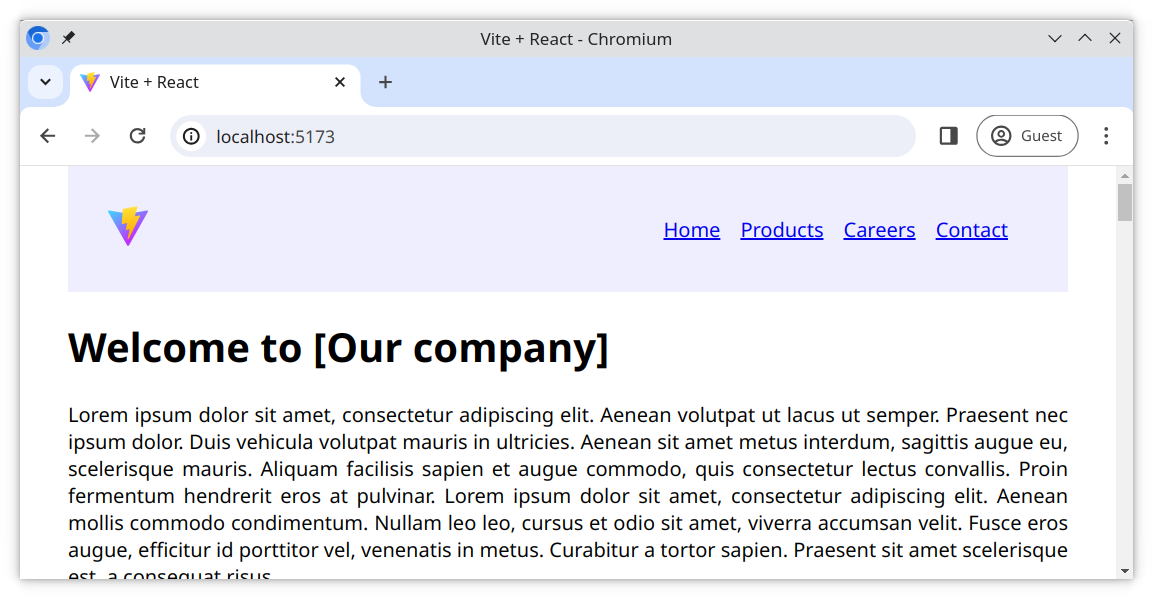 Vite + React - Chromium
Vite + React
localhost:5173
Guest
Home Products Careers Contact
Welcome to [Our company]
Lorem ipsum dolor sit amet, consectetur adipiscing elit. Aenean volutpat ut lacus ut semper. Praesent nec
ipsum dolor. Duis vehicula volutpat mauris in ultricies. Aenean sit amet metus interdum, sagittis augue eu,
scelerisque mauris. Aliquam facilisis sapien et augue commodo, quis consectetur lectus convallis. Proin
fermentum hendrerit eros at pulvinar. Lorem ipsum dolor sit amet, consectetur adipiscing elit. Aenean
mollis commodo condimentum. Nullam leo leo, cursus et odio sit amet, viverra accumsan velit. Fusce eros
augue, efficitur id porttitor vel, venenatis in metus. Curabitur a tortor sapien. Praesent sit amet scelerisque
est, a consequat risus.